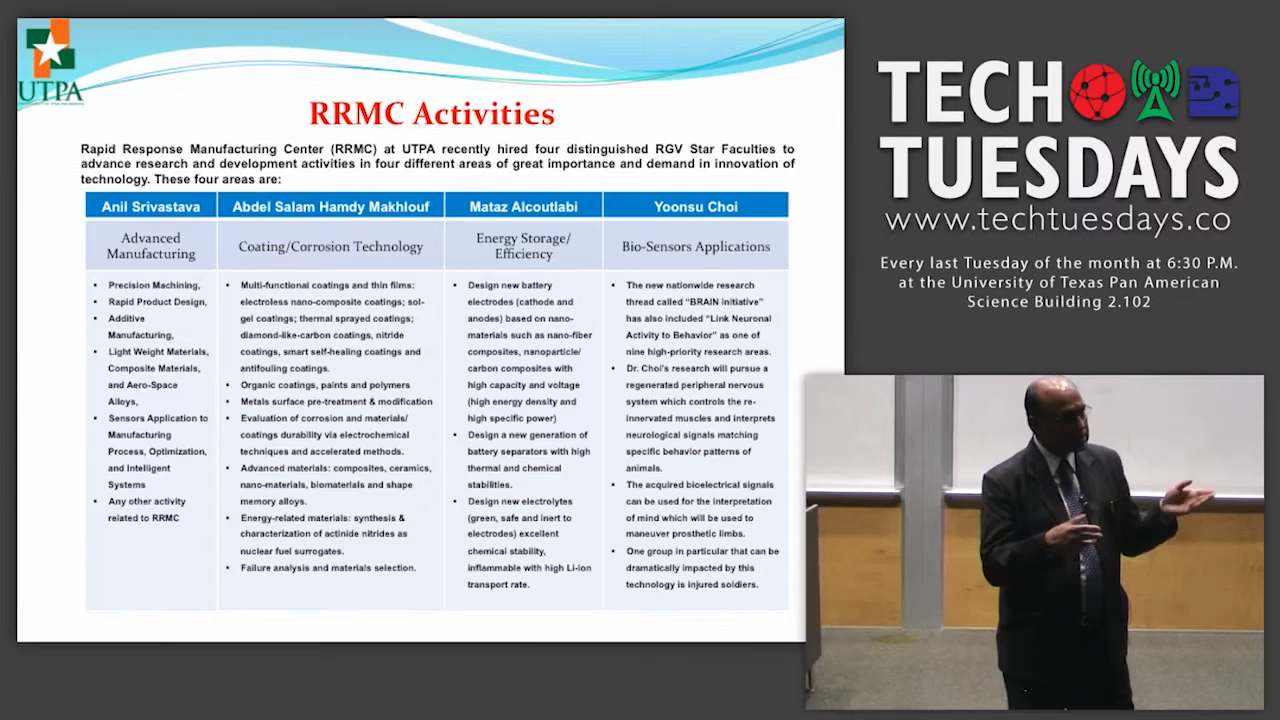 UTPA
RRMC Activities
Rapid Response Manufacturing Center (RRMC) at UTPA recently hired four distinguished RGV Star Faculties to
advance research and development activities in four different areas of great importance and demand in innovation of
technology. These four areas are:
Anil Srivastava
Advanced
Manufacturing
▪ Precision Machining,
▪ Rapid Product Design,
▪ Additive
Manufacturing,
▪ Light Weight Materials,
Composite Materials,
and Aero-Space
Alloys,
▪ Sensors Application to
Manufacturing
Process, Optimization,
and Intelligent
Systems
▪ Any other activity
related to RRMC
Abdel Salam Hamdy Makhlouf
Coating/Corrosion Technology
▪ Multi-functional coatings and thin films:
electroless nano-composite coatings; sol-
gel coatings; thermal sprayed coatings;
diamond-like-carbon coatings, nitride
coatings, smart self-healing coatings and
antifouling coatings.
▪ Organic coatings, paints and polymers
▪ Metals surface pre-treatment & modification
▪ Evaluation of corrosion and materials/
coatings durability via electrochemical
techniques and accelerated methods.
▪ Advanced materials: composites, ceramics,
nano-materials, biomaterials and shape
memory alloys.
▪ Energy-related materials: synthesis &
characterization of actinide nitrides as
nuclear fuel surrogates.
▪ Failure analysis and materials selection.
Mataz Alcoutlabi
Energy Storage/
Efficiency
▪ Design new battery
electrodes (cathode and
anodes) based on nano-
materials such as nano-fiber
composites, nanoparticle/
carbon composites with
high capacity and voltage
(high energy density and
high specific power)
▪ Design a new generation of
battery separators with high
thermal and chemical
stabilities.
▪ Design new electrolytes
(green, safe and inert to
electrodes) excellent
chemical stability,
inflammable with high Li-ion
transport rate.
Yoonsu Choi
Bio-Sensors Applications
▪ The new nationwide research
thread called “BRAIN initiative”
has also included “Link Neuronal
Activity to Behavior” as one of
nine high-priority research areas.
▪ Dr. Choi's research will pursue a
regenerated peripheral nervous
system which controls the re-
innervated muscles and interprets
neurological signals matching
specific behavior patterns of
animals.
▪ The acquired bioelectrical signals
can be used for the interpretation
of mind which will be used to
maneuver prosthetic limbs.
▪ One group in particular that can be
dramatically impacted by this
technology is injured soldiers.
TECH
TUESDAYS
www.techtuesdays.co
Every last Tuesday of the month at 6:30 P.M.
at the University of Texas Pan American
Science Building 2.102